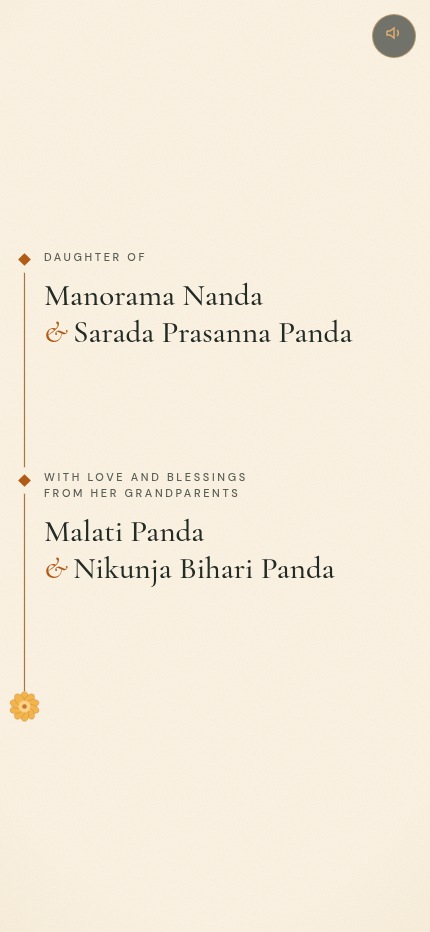 DAUGHTER OF
Manorama Nanda
& Sarada Prasanna Panda
WITH LOVE AND BLESSINGS
FROM HER GRANDPARENTS
Malati Panda
& Nikunja Bihari Panda